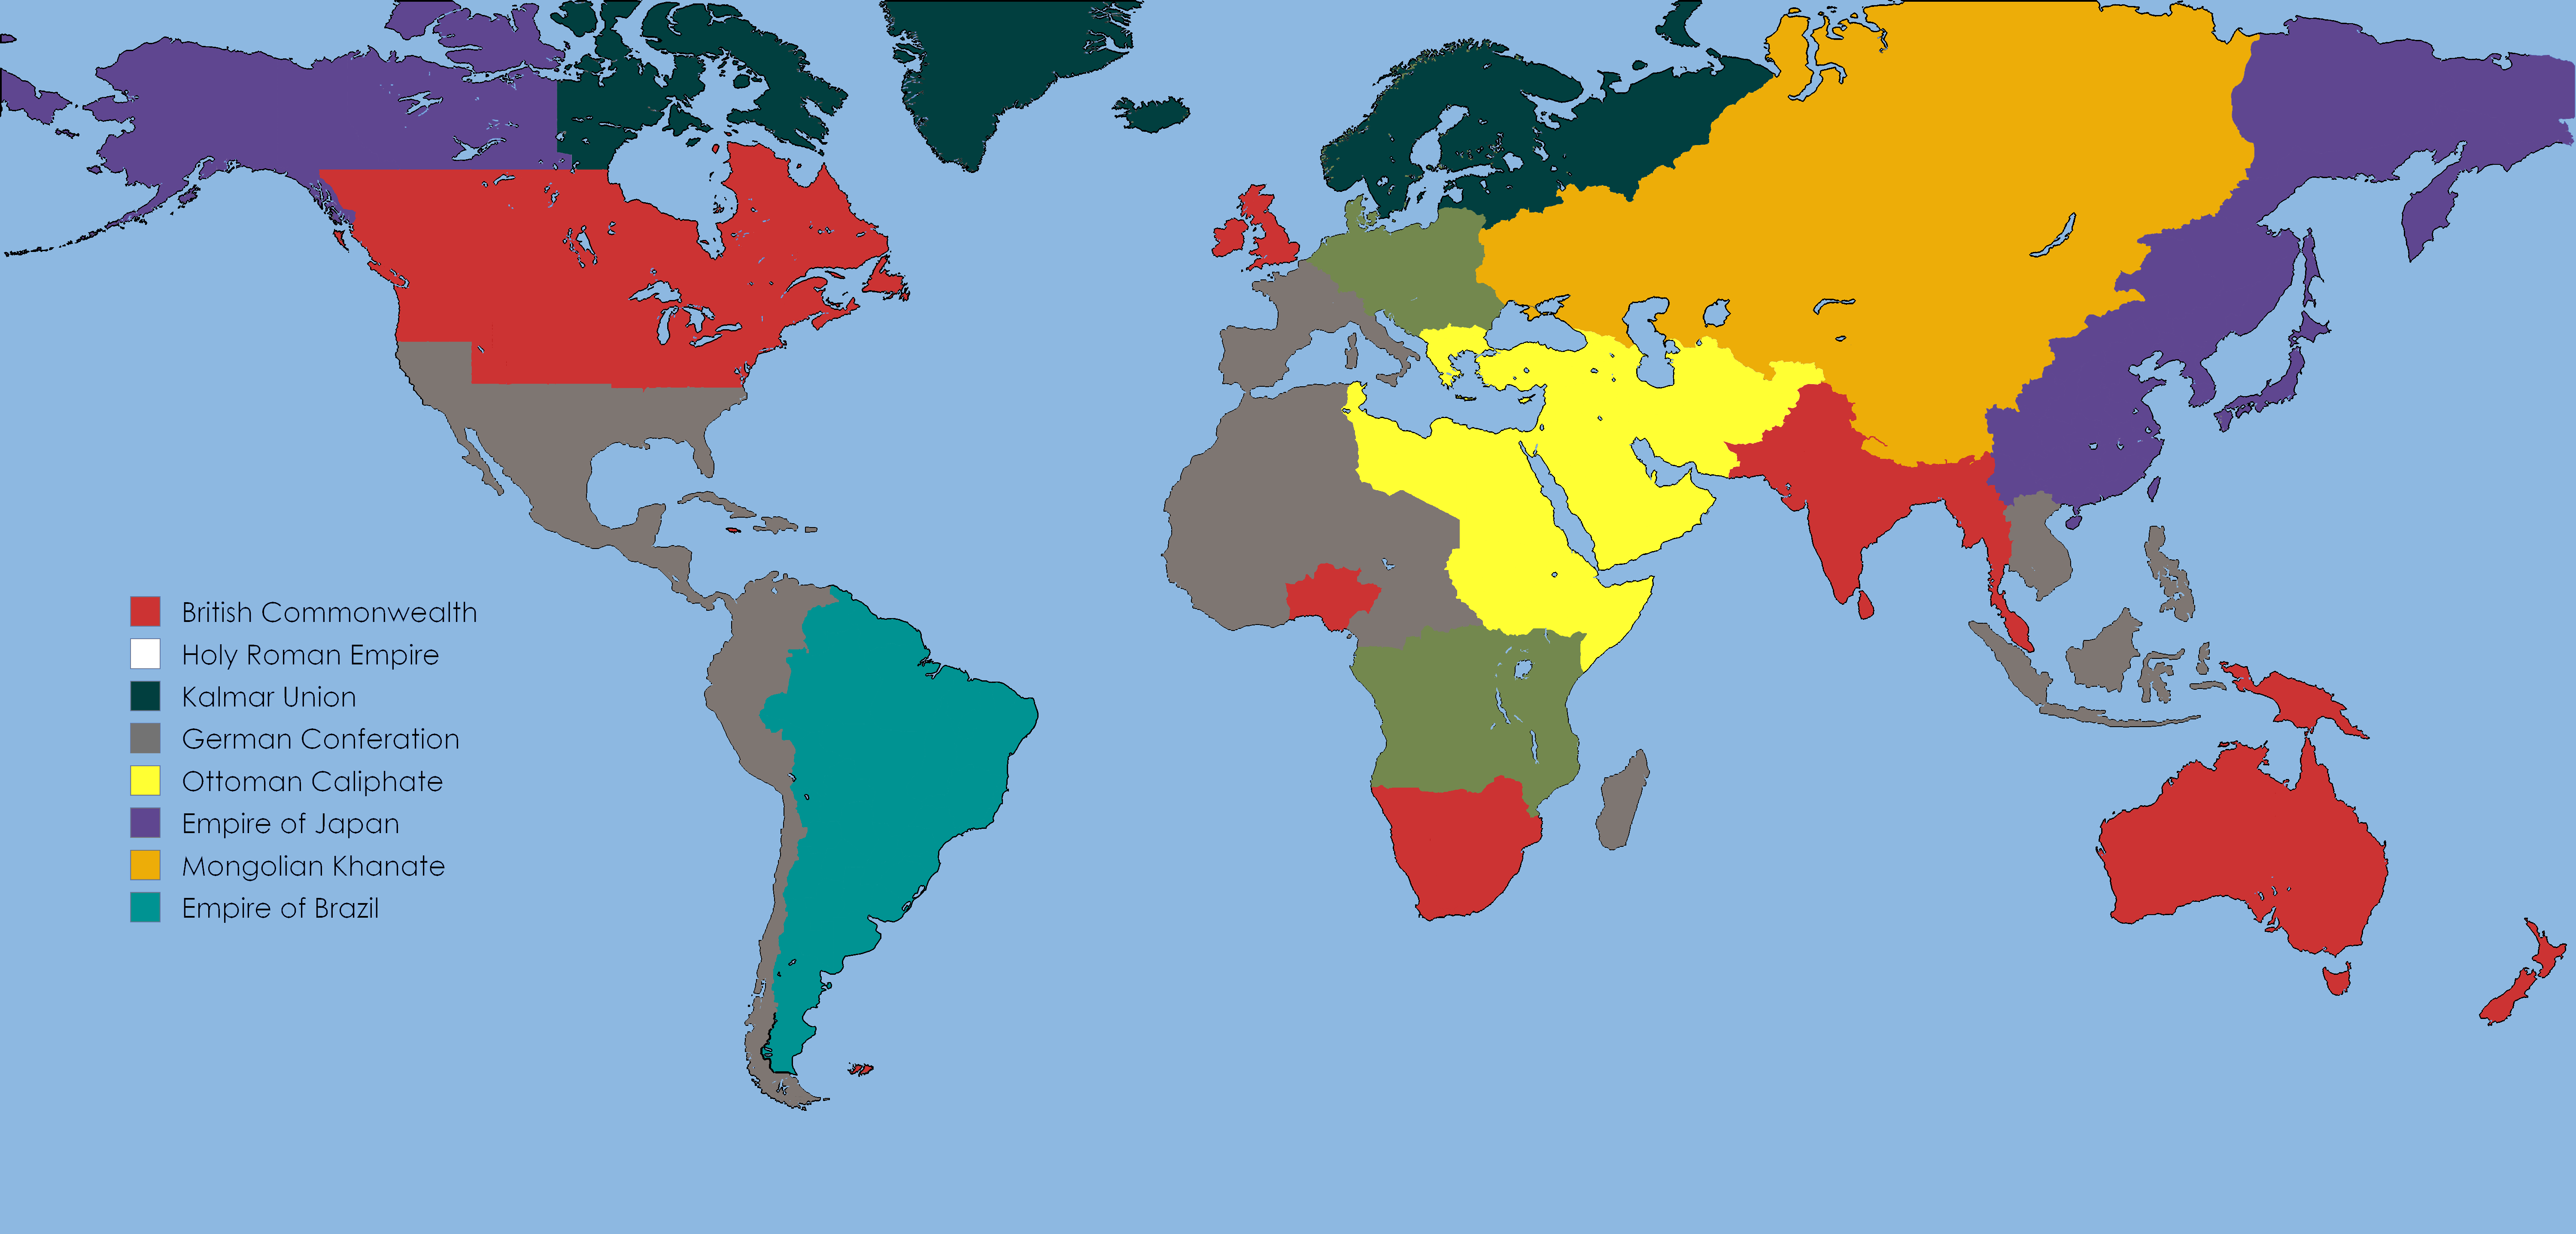 British Commonwealth
Holy Roman Empire
Kalmar Union
German Conferation
Ottoman Caliphate
Empire of Japan
Mongolian Khanate
Empire of Brazil